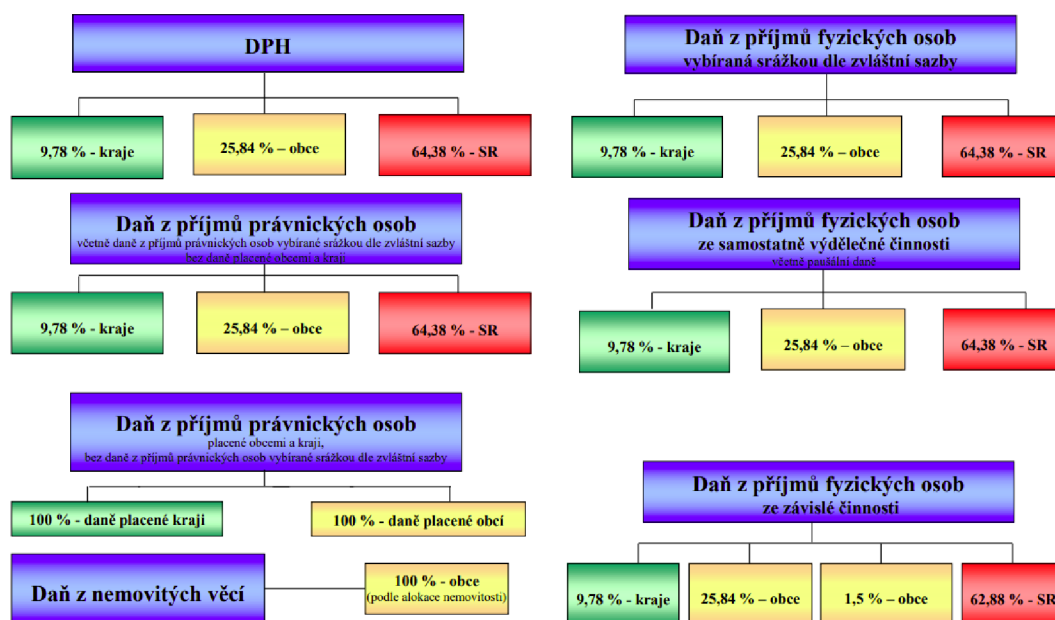 DPH
9,78 % - kraje
25,84 % – obce
64,38 % - SR
Daň z příjmů právnických osob
včetně daně z příjmů právnických osob vybírané srážkou dle zvláštní sazby
bez daně placené obcemi a kraji
9,78 % - kraje
25,84 % – obce
64,38 % - SR
Daň z příjmů právnických osob
placené obcemi a kraji,
bez daně z příjmů právnických osob vybírané srážkou dle zvláštní sazby
100 % - daně placené kraji
100 % - daně placené obcí
Daň z nemovitých věcí
100 % - obce
(podle alokace nemovitosti)
Daň z příjmů fyzických osob
vybíraná srážkou dle zvláštní sazby
9,78 % - kraje
25,84 % – obce
64,38 % - SR
Daň z příjmů fyzických osob
ze samostatně výdělečné činnosti
včetně paušální daně
9,78 % - kraje
25,84 % – obce
64,38 % – SR
Daň z příjmů fyzických osob
ze závislé činnosti
9,78 % - kraje
25,84 % – obce
1,5 % – obce
62,88 % - SR